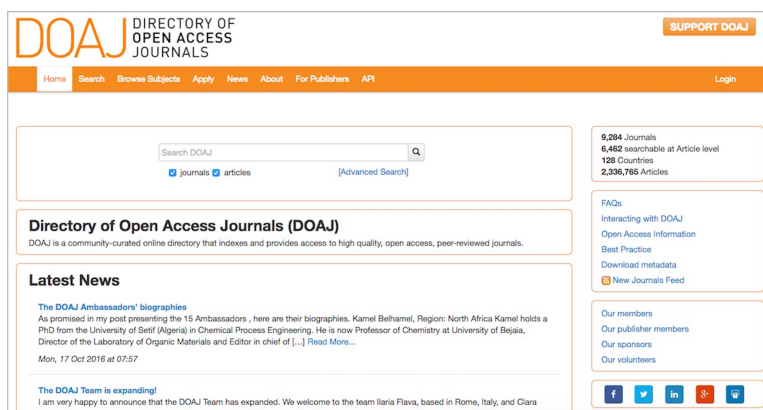 DOAJ
DIRECTORY OF
OPEN ACCESS
JOURNALS
SUPPORT DOAJ
Home Search Browse Subjects Apply News About For Publishers API Login
Search DOAJ
journals articles [Advanced Search]
9,284 Journals
6,462 searchable at Article level
128 Countries
2,336,765 Articles
Directory of Open Access Journals (DOAJ)
DOAJ is a community-curated online directory that indexes and provides access to high quality, open access, peer-reviewed journals.
FAQs
Interacting with DOAJ
Open Access Information
Best Practice
Download metadata
New Journals Feed
Latest News
The DOAJ Ambassadors' biographies
As promised in my post presenting the 15 Ambassadors , here are their biographies. Kamel Belhamel, Region: North Africa Kamel holds a
PhD from the University of Setif (Algeria) in Chemical Process Engineering. He is now Professor of Chemistry at University of Bejaia,
Director of the Laboratory of Organic Materials and Editor in chief of [...] Read More...
Mon, 17 Oct 2016 at 07:57
Our members
Our publisher members
Our sponsors
Our volunteers
The DOAJ Team is expanding!
I am very happy to announce that the DOAJ Team has expanded. We welcome to the team Ilaria Flava, based in Rome, Italy, and Clara